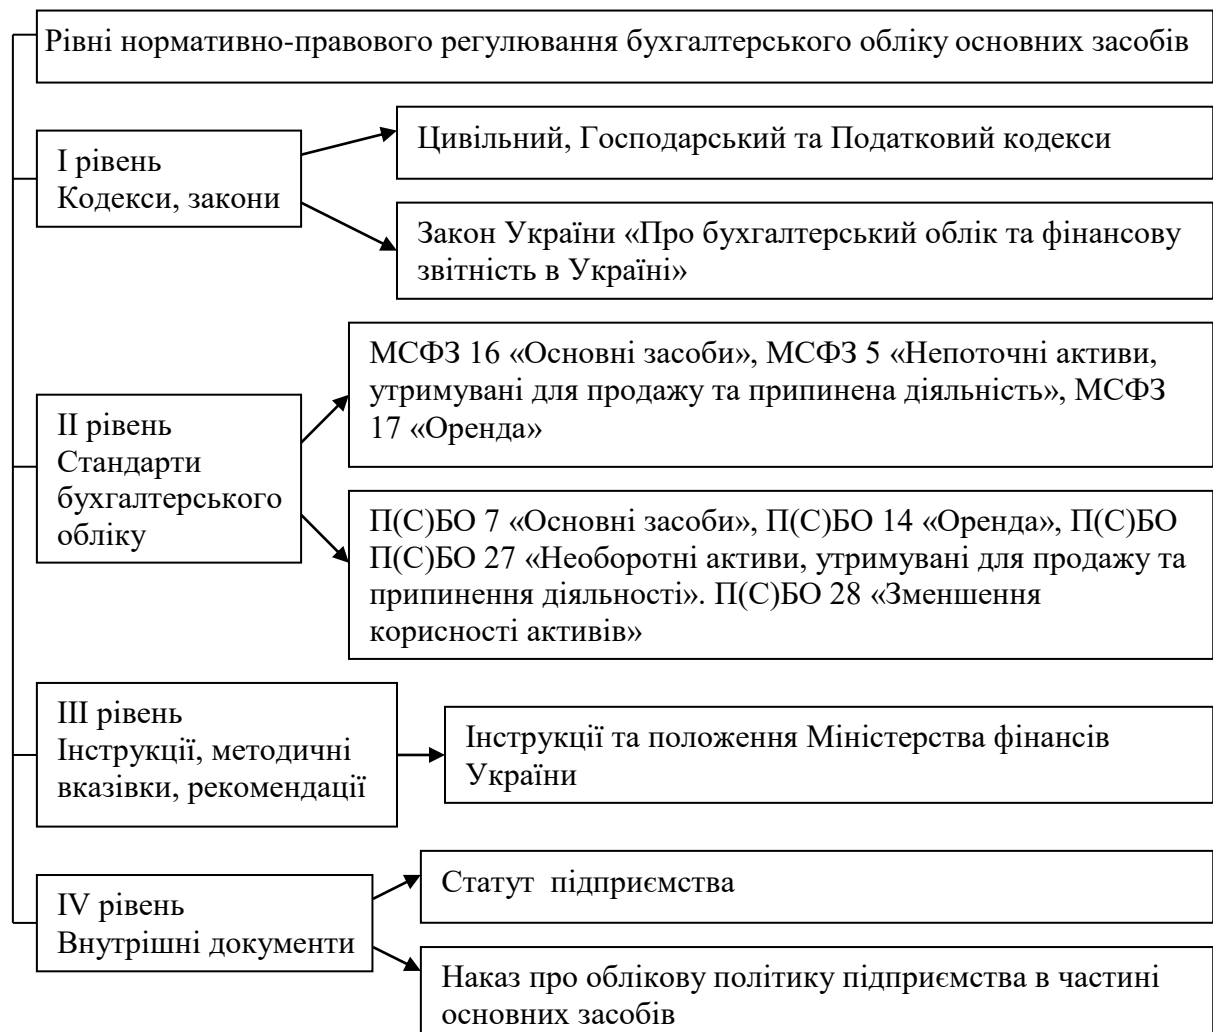 Рівні нормативно-правового регулювання бухгалтерського обліку основних засобів
I рівень
Кодекси, закони
Цивільний, Господарський та Податковий кодекси
Закон України «Про бухгалтерський облік та фінансову
звітність в Україні»
II рівень
Стандарти
бухгалтерського
обліку
МСФЗ 16 «Основні засоби», МСФЗ 5 «Непоточні активи,
утримувані для продажу та припинена діяльність», МСФЗ
17 «Оренда»
П(С)БО 7 «Основні засоби», П(С)БО 14 «Оренда», П(С)БО
П(С)БО 27 «Необоротні активи, утримувані для продажу та
припинення діяльності». П(С)БО 28 «Зменшення
корисності активів»
III рівень
Інструкції, методичні
вказівки, рекомендації
Інструкції та положення Міністерства фінансів
України
IV рівень
Внутрішні документи
Статут підприємства
Наказ про облікову політику підприємства в частині
основних засобів